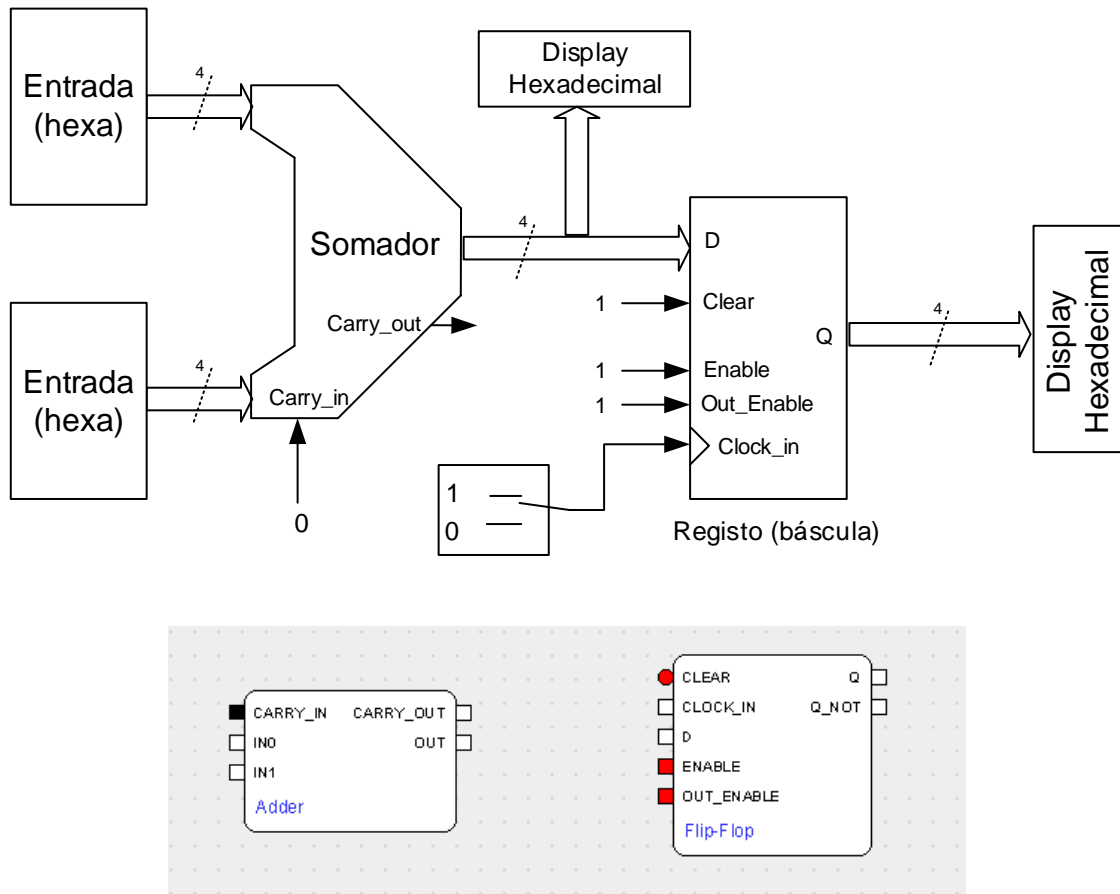 Entrada
(hexa)
4
Display
Hexadecimal
Somador
4
D
1
Clear
Carry_out
Q
4
Display
Hexadecimal
Entrada
(hexa)
4
Carry_in
1
Enable
1
Out_Enable
Clock_in
1
0
0
Registo (báscula)
CARRY_IN CARRY_OUT
IN0 OUT
IN1
Adder
CLEAR Q
CLOCK_IN Q_NOT
D
ENABLE
OUT_ENABLE
Flip-Flop